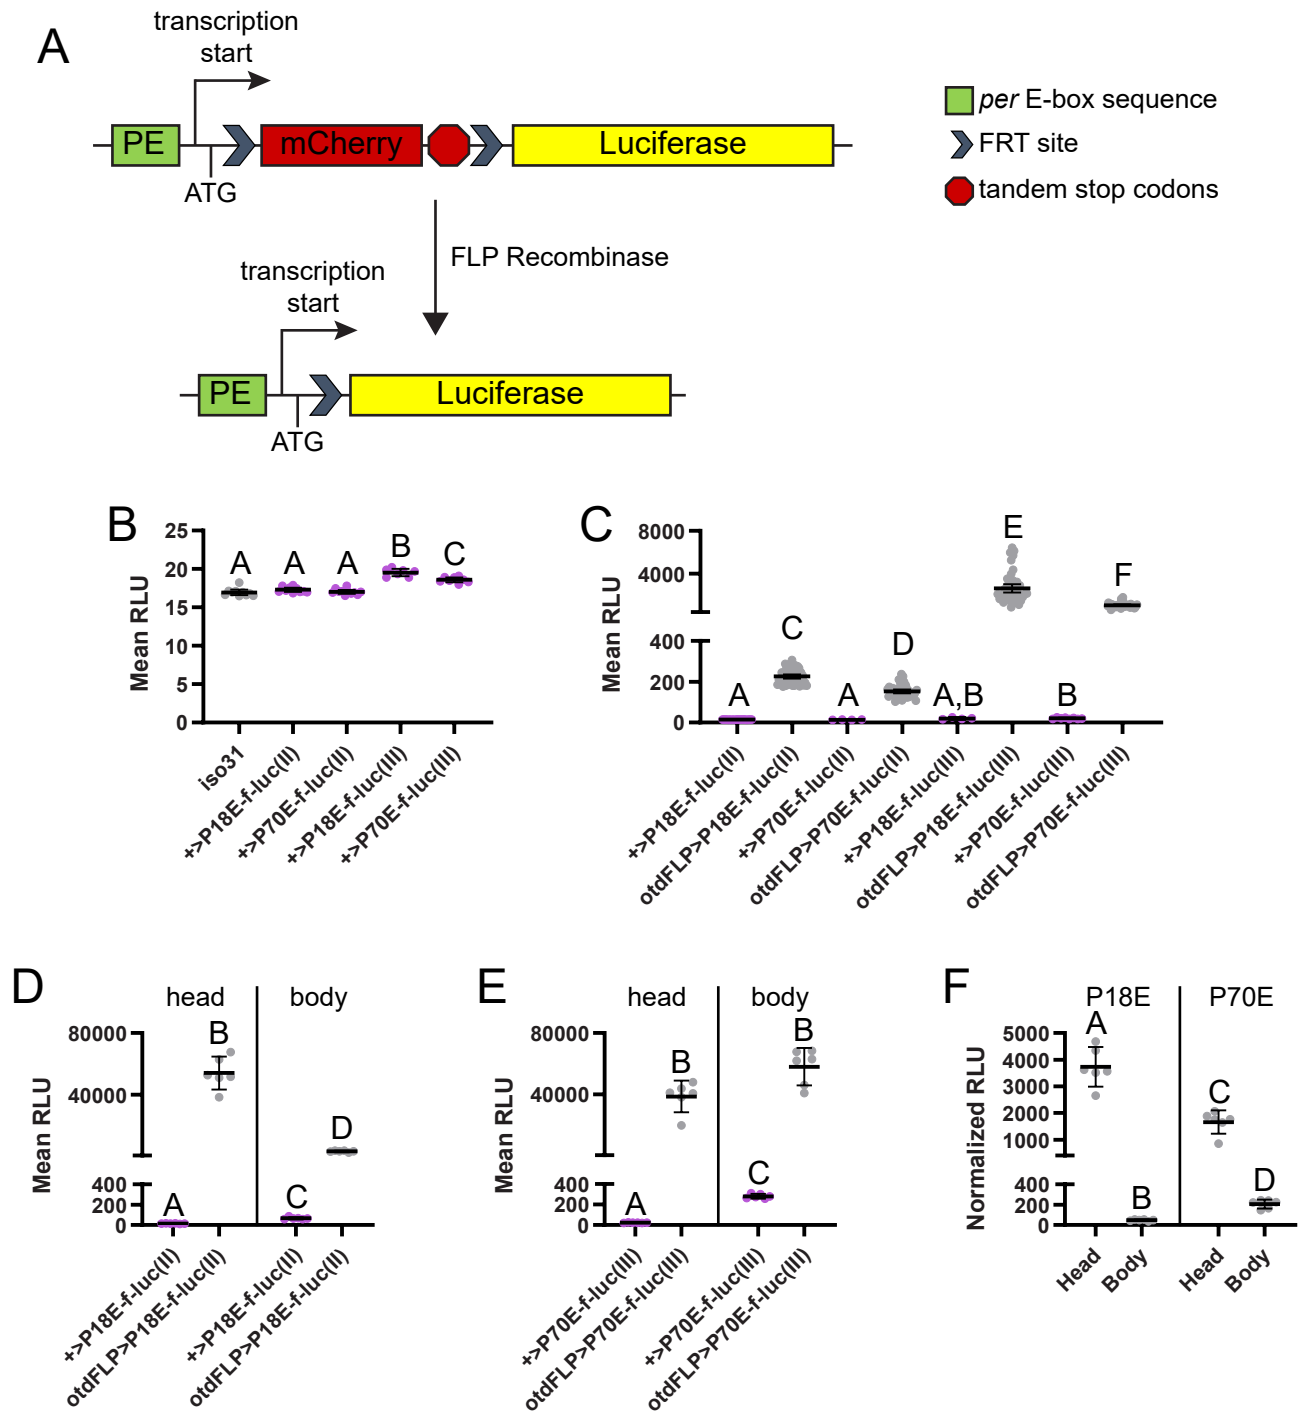 A
transcription
start
PE
mCherry
Luciferase
ATG
per E-box sequence
FRT site
tandem stop codons
FLP Recombinase
transcription
start
PE
Luciferase
ATG
B
Mean RLU
25
20
15
10
5
0
A
A
A
B
C
iso31
+>P18E-f-luc(II)
+>P70E-f-luc(II)
+>P18E-f-luc(III)
+>P70E-f-luc(III)
C
Mean RLU
8000
4000
400
200
0
A
C
A
D
A,B
E
B
F
+>P18E-f-luc(II)
otdFLP>P18E-f-luc(II)
+>P70E-f-luc(II)
otdFLP>P70E-f-luc(II)
+>P18E-f-luc(III)
otdFLP>P18E-f-luc(III)
+>P70E-f-luc(III)
otdFLP>P70E-f-luc(III)
D
head
body
Mean RLU
80000
40000
400
200
0
A
B
C
D
+>P18E-f-luc(II)
otdFLP>P18E-f-luc(II)
+>P18E-f-luc(II)
otdFLP>P18E-f-luc(II)
E
head
body
Mean RLU
80000
40000
400
200
0
A
B
C
B
+>P70E-f-luc(III)
otdFLP>P70E-f-luc(III)
+>P70E-f-luc(III)
otdFLP>P70E-f-luc(III)
F
P18E
P70E
Normalized RLU
5000
4000
3000
2000
1000
400
200
0
A
B
C
D
Head
Body
Head
Body